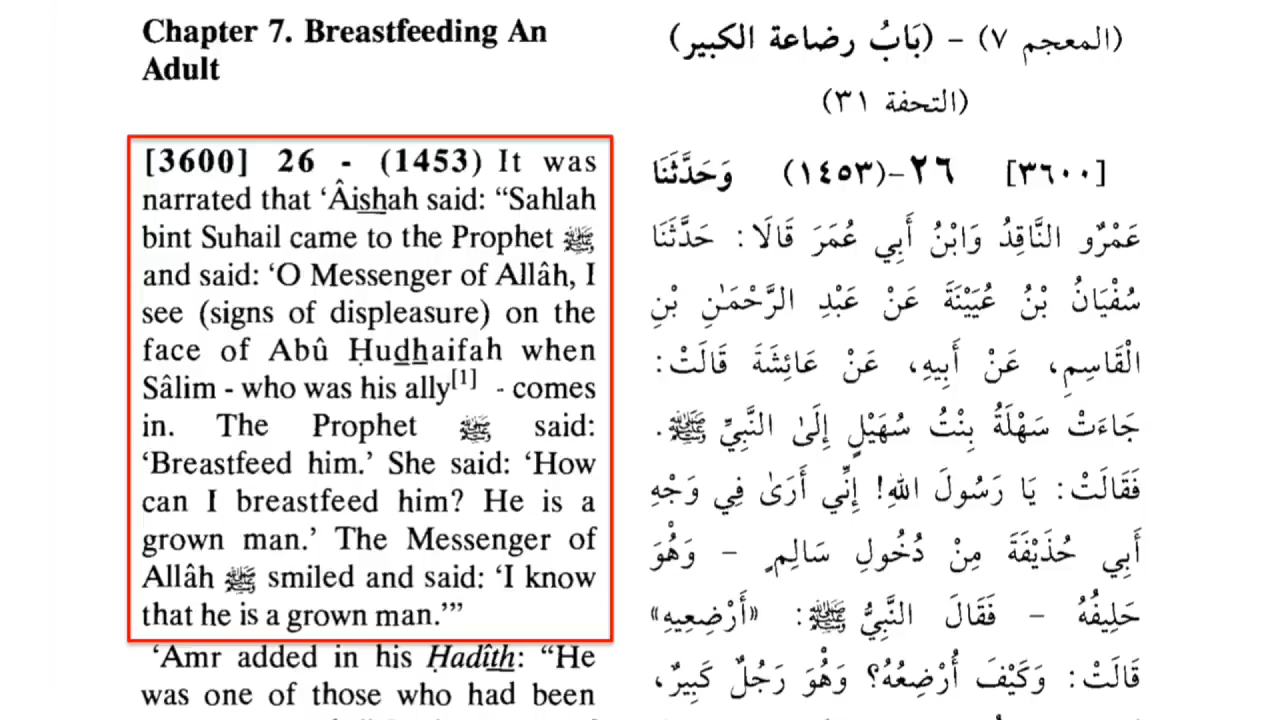 Chapter 7. Breastfeeding An
Adult
[3600] 26 - (1453) It was
narrated that ‘Âishah said: “Sahlah
bint Suhail came to the Prophet ﷺ
and said: ‘O Messenger of Allâh, I
see (signs of displeasure) on the
face of Abû Ḥudhaifah when
Sâlim - who was his ally[1] - comes
in. The Prophet ﷺ said:
‘Breastfeed him.’ She said: ‘How
can I breastfeed him? He is a
grown man.’ The Messenger of
Allâh ﷺ smiled and said: ‘I know
that he is a grown man.’”
‘Amr added in his Ḥadîth: “He
was one of those who had been
(المعجم ٧) - (بَابُ رضاعة الكبير)
(التحفة ٣١)
[٣٦٠٠] ٢٦-(١٤٥٣) وَحَدَّثَنَا
عَمْرٌو النَّاقِدُ وَابْنُ أَبِي عُمَرَ قَالَا: حَدَّثَنَا
سُفْيَانُ بْنُ عُيَيْنَةَ عَنْ عَبْدِ الرَّحْمَٰنِ بْنِ
الْقَاسِمِ، عَنْ أَبِيهِ، عَنْ عَائِشَةَ قَالَتْ:
جَاءَتْ سَهْلَةُ بِنْتُ سُهَيْلٍ إِلَىٰ النَّبِيِّ ﷺ.
فَقَالَتْ: يَا رَسُولَ اللهِ! إِنِّي أَرَىٰ فِي وَجْهِ
أَبِي حُذَيْفَةَ مِنْ دُخُولِ سَالِمٍ - وَهُوَ
حَلِيفُهُ - فَقَالَ النَّبِيُّ ﷺ: «أَرْضِعِيهِ»
قَالَتْ: وَكَيْفَ أُرْضِعُهُ؟ وَهُوَ رَجُلٌ كَبِيرٌ،